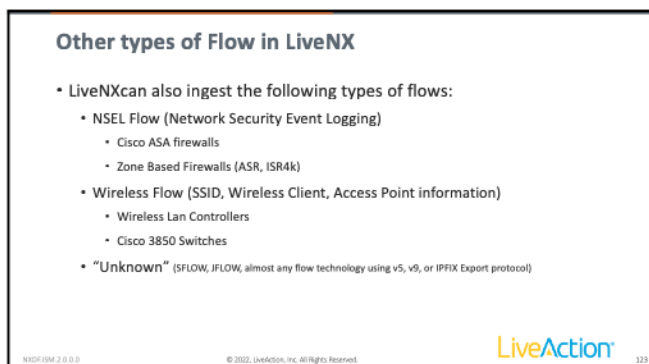 Other types of Flow in LiveNX
• LiveNXcan also ingest the following types of flows:
• NSEL Flow (Network Security Event Logging)
• Cisco ASA firewalls
• Zone Based Firewalls (ASR, ISR4k)
• Wireless Flow (SSID, Wireless Client, Access Point information)
• Wireless Lan Controllers
• Cisco 3850 Switches
• “Unknown” (SFLOW, JFLOW, almost any flow technology using v5, v9, or IPFIX Export protocol)
NXOF.ISM.2.0.0.0 © 2022, LiveAction, Inc. All Rights Reserved. LiveAction® 123